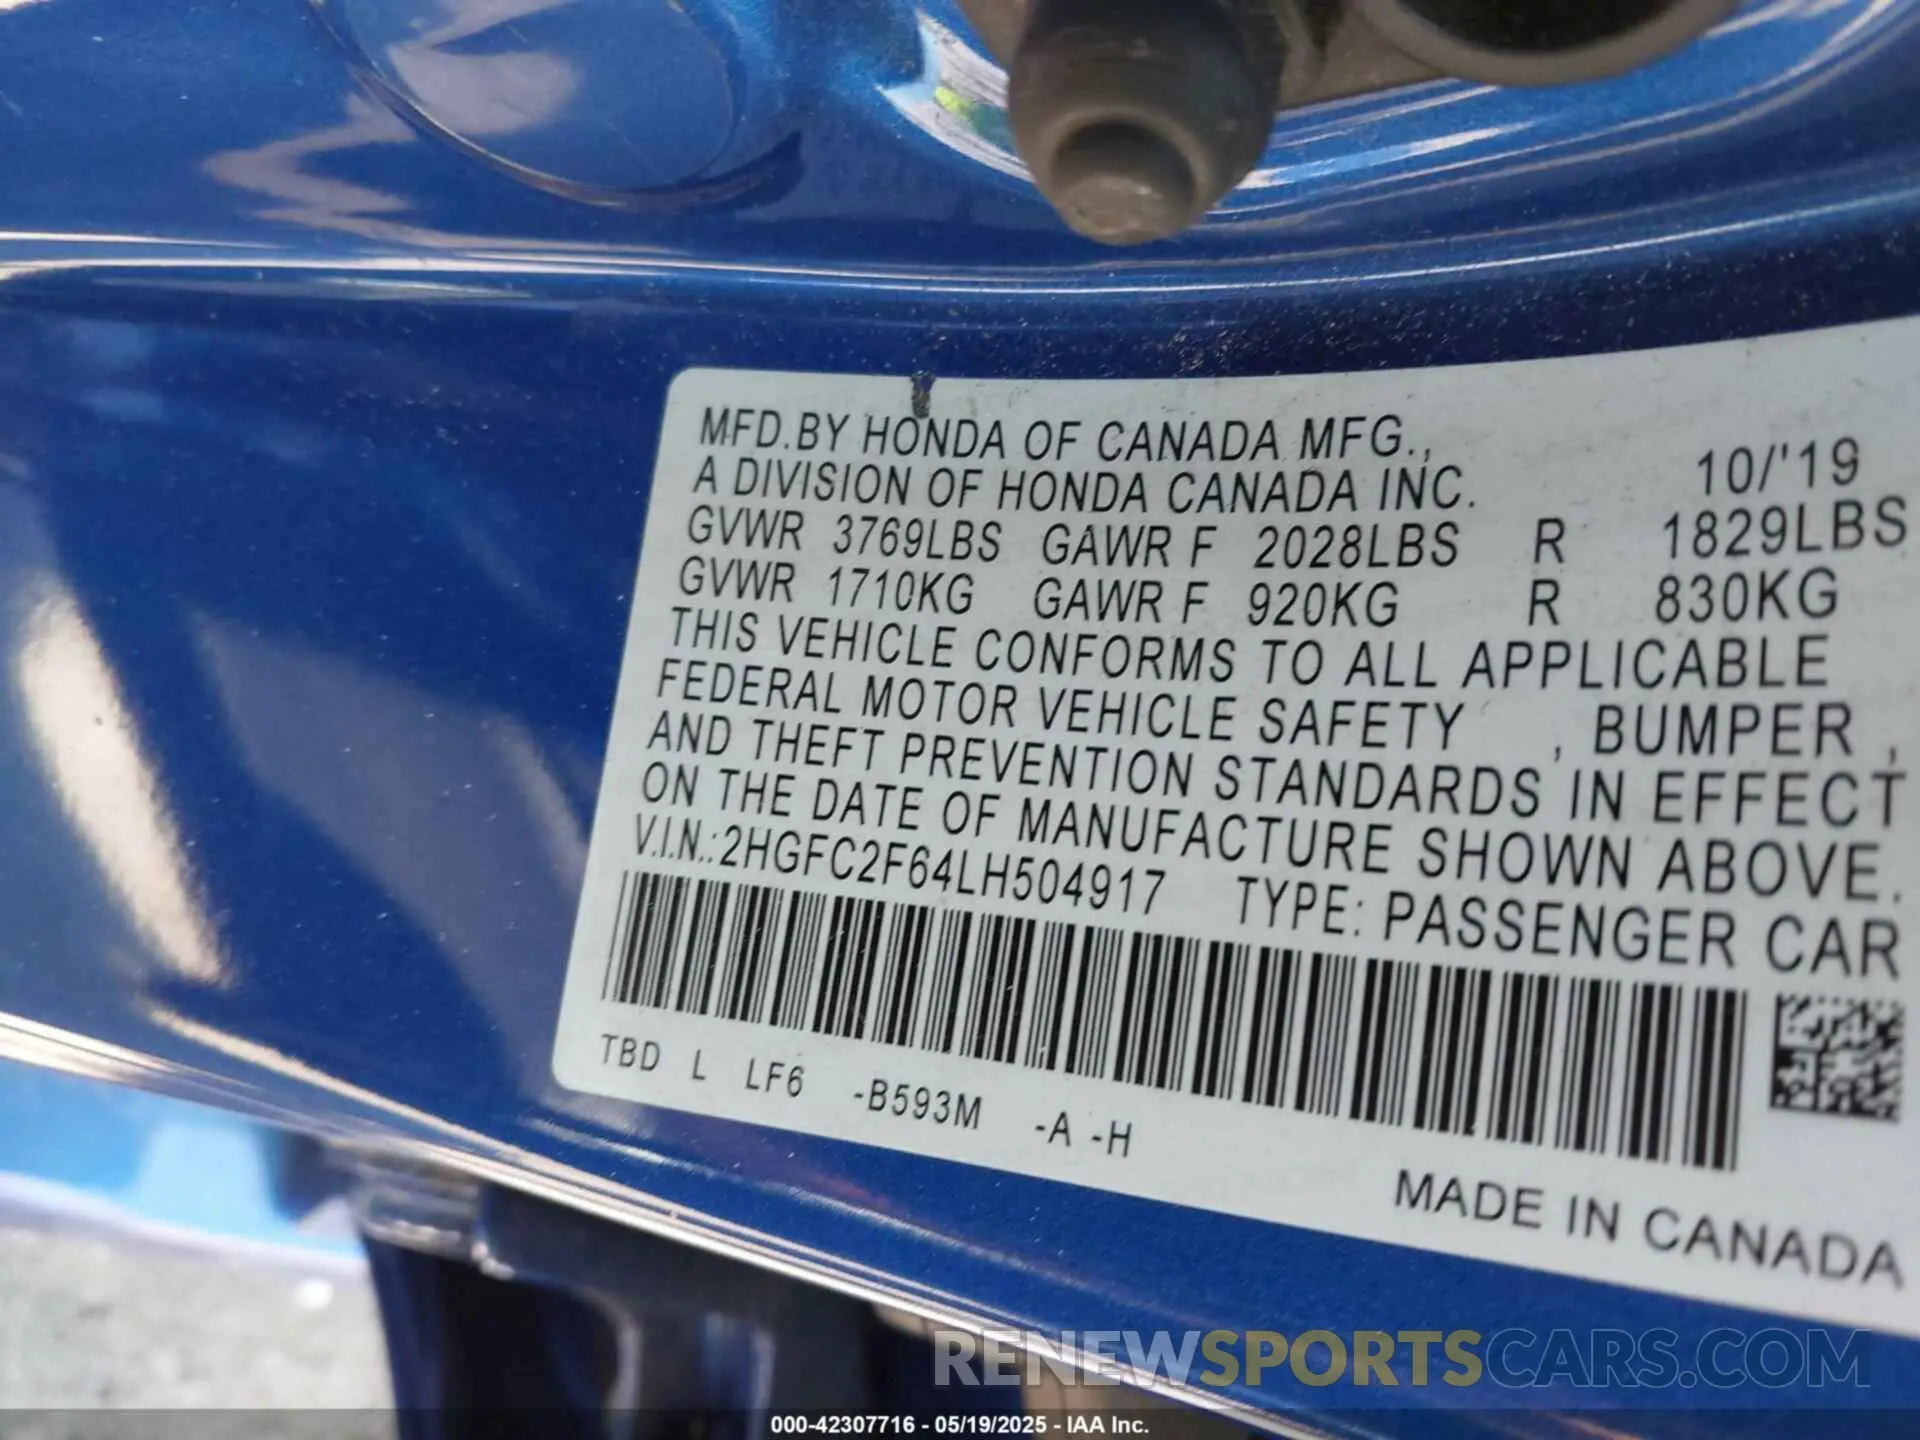 MFD.BY HONDA OF CANADA MFG.,
A DIVISION OF HONDA CANADA INC. 10/'19
GVWR 3769LBS GAWR F 2028LBS R 1829LBS
GVWR 1710KG GAWR F 920KG R 830KG
THIS VEHICLE CONFORMS TO ALL APPLICABLE
FEDERAL MOTOR VEHICLE SAFETY , BUMPER ,
AND THEFT PREVENTION STANDARDS IN EFFECT
ON THE DATE OF MANUFACTURE SHOWN ABOVE.
V.I.N.:2HGFC2F64LH504917 TYPE: PASSENGER CAR
TBD L LF6 -B593M -A -H
MADE IN CANADA
RENEWSPORTSCARS.COM
000-42307716 - 05/19/2025 - IAA Inc.